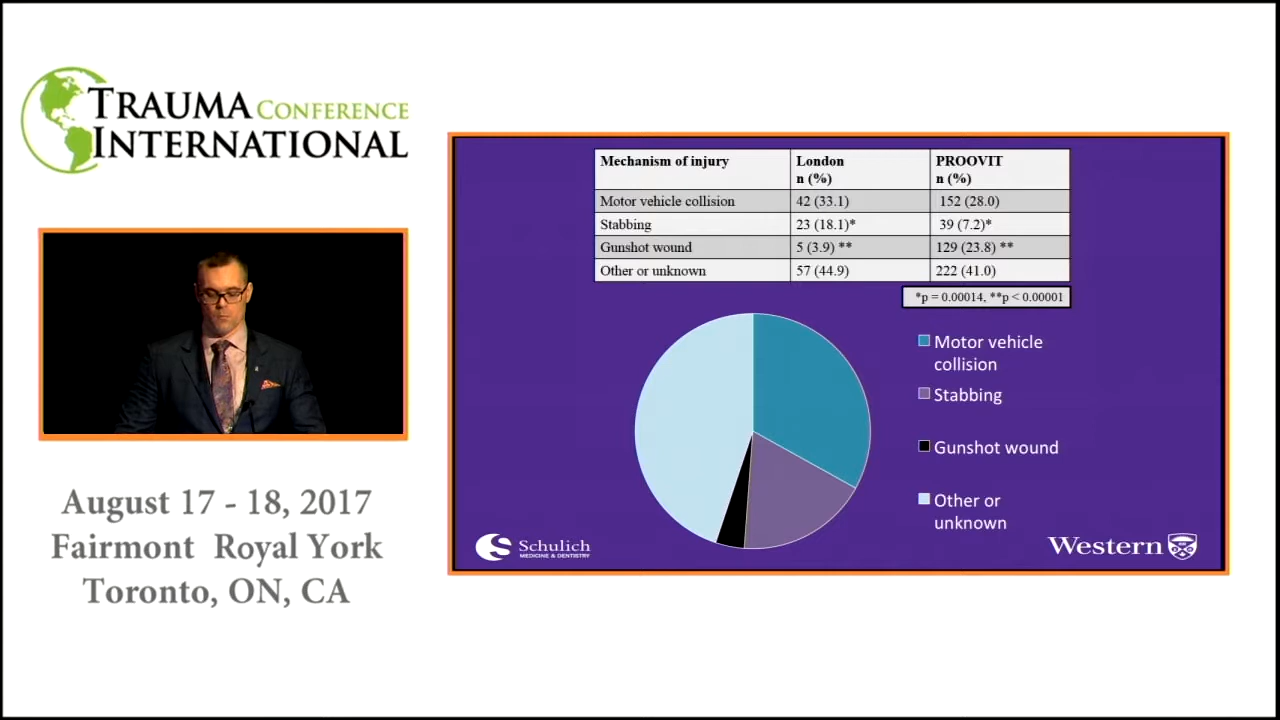 TRAUMA CONFERENCE
INTERNATIONAL
August 17 - 18, 2017
Fairmont Royal York
Toronto, ON, CA
Mechanism of injury London PROOVIT
n (%) n (%)
Motor vehicle collision 42 (33.1) 152 (28.0)
Stabbing 23 (18.1)* 39 (7.2)*
Gunshot wound 5 (3.9) ** 129 (23.8) **
Other or unknown 57 (44.9) 222 (41.0)
*p = 0.00014, **p < 0.00001
Motor vehicle
collision
Stabbing
Gunshot wound
Other or
unknown
Schulich
MEDICINE & DENTISTRY
Western